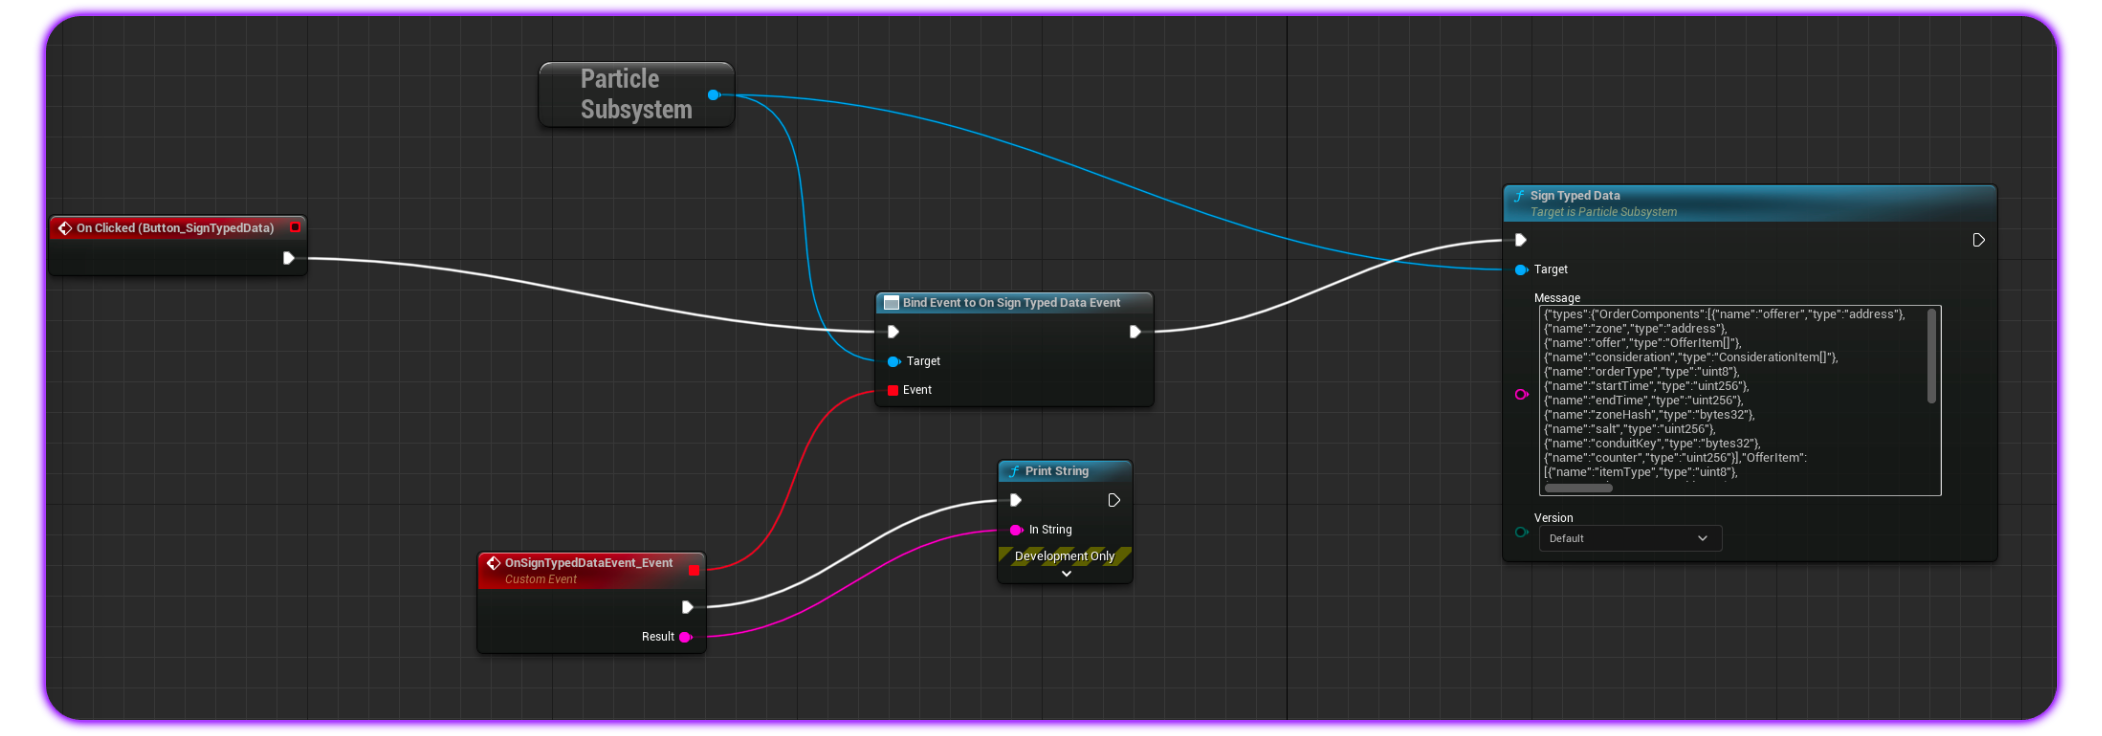 Particle
Subsystem
On Clicked (Button_SignTypedData)
Bind Event to On Sign Typed Data Event
Target
Event
Print String
In String
Development Only
OnSignTypedDataEvent_Event
Custom Event
Result
f Sign Typed Data
Target is Particle Subsystem
Target
Message
{"types":{"OrderComponents":[{"name":"offerer","type":"address"},
{"name":"zone","type":"address"},
{"name":"offer","type":"OfferItem[]"},
{"name":"consideration","type":"ConsiderationItem[]"},
{"name":"orderType","type":"uint8"},
{"name":"startTime","type":"uint256"},
{"name":"endTime","type":"uint256"},
{"name":"zoneHash","type":"bytes32"},
{"name":"salt","type":"uint256"},
{"name":"conduitKey","type":"bytes32"},
{"name":"counter","type":"uint256"}],"OfferItem":
[{"name":"itemType","type":"uint8"},
Version
Default